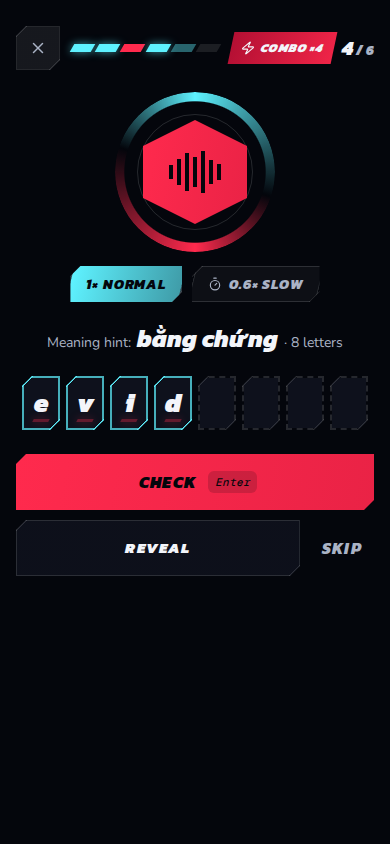 COMBO ×4
4 / 6
1× NORMAL
0.6× SLOW
Meaning hint: bằng chứng · 8 letters
e v i d
CHECK Enter
REVEAL
SKIP